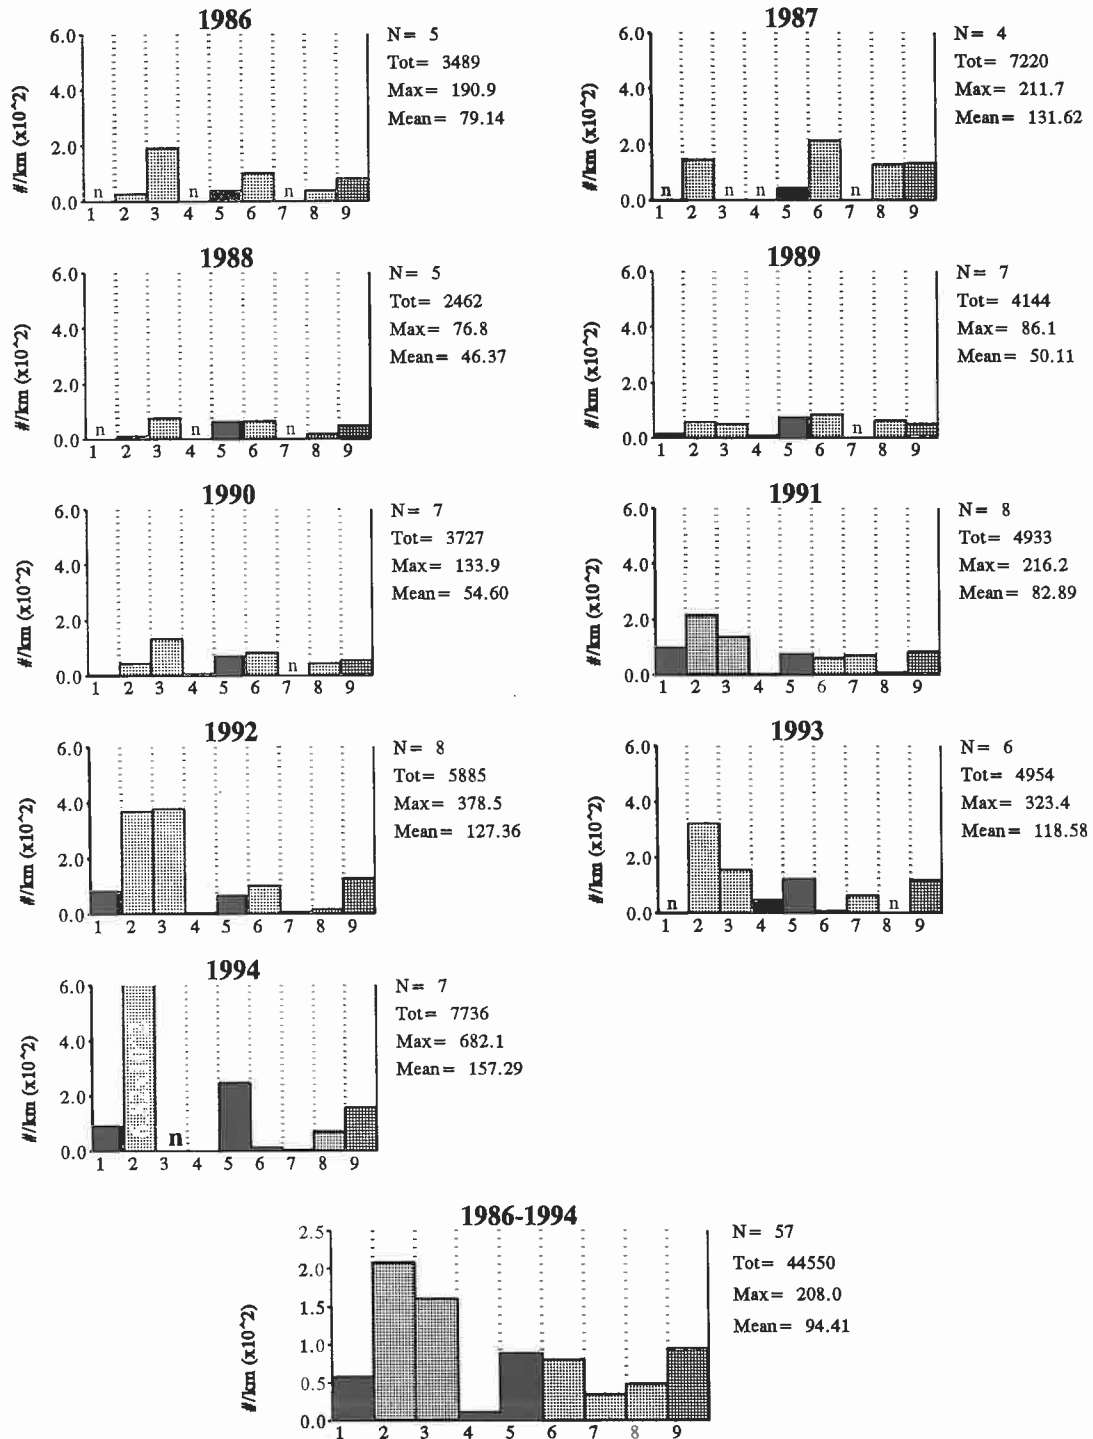 1986
#/km (x10^2)
6.0
4.0
2.0
0.0
n n n
1 2 3 4 5 6 7 8 9
N= 5
Tot= 3489
Max= 190.9
Mean= 79.14
1987
#/km (x10^2)
6.0
4.0
2.0
0.0
n n n n
1 2 3 4 5 6 7 8 9
N= 4
Tot= 7220
Max= 211.7
Mean= 131.62
1988
#/km (x10^2)
6.0
4.0
2.0
0.0
n n n
1 2 3 4 5 6 7 8 9
N= 5
Tot= 2462
Max= 76.8
Mean= 46.37
1989
#/km (x10^2)
6.0
4.0
2.0
0.0
n
1 2 3 4 5 6 7 8 9
N= 7
Tot= 4144
Max= 86.1
Mean= 50.11
1990
#/km (x10^2)
6.0
4.0
2.0
0.0
n
1 2 3 4 5 6 7 8 9
N= 7
Tot= 3727
Max= 133.9
Mean= 54.60
1991
#/km (x10^2)
6.0
4.0
2.0
0.0
1 2 3 4 5 6 7 8 9
N= 8
Tot= 4933
Max= 216.2
Mean= 82.89
1992
#/km (x10^2)
6.0
4.0
2.0
0.0
1 2 3 4 5 6 7 8 9
N= 8
Tot= 5885
Max= 378.5
Mean= 127.36
1993
#/km (x10^2)
6.0
4.0
2.0
0.0
n n
1 2 3 4 5 6 7 8 9
N= 6
Tot= 4954
Max= 323.4
Mean= 118.58
1994
#/km (x10^2)
6.0
4.0
2.0
0.0
n
1 2 3 4 5 6 7 8 9
N= 7
Tot= 7736
Max= 682.1
Mean= 157.29
1986-1994
#/km (x10^2)
2.5
2.0
1.5
1.0
0.5
0.0
1 2 3 4 5 6 7 8 9
N= 57
Tot= 44550
Max= 208.0
Mean= 94.41